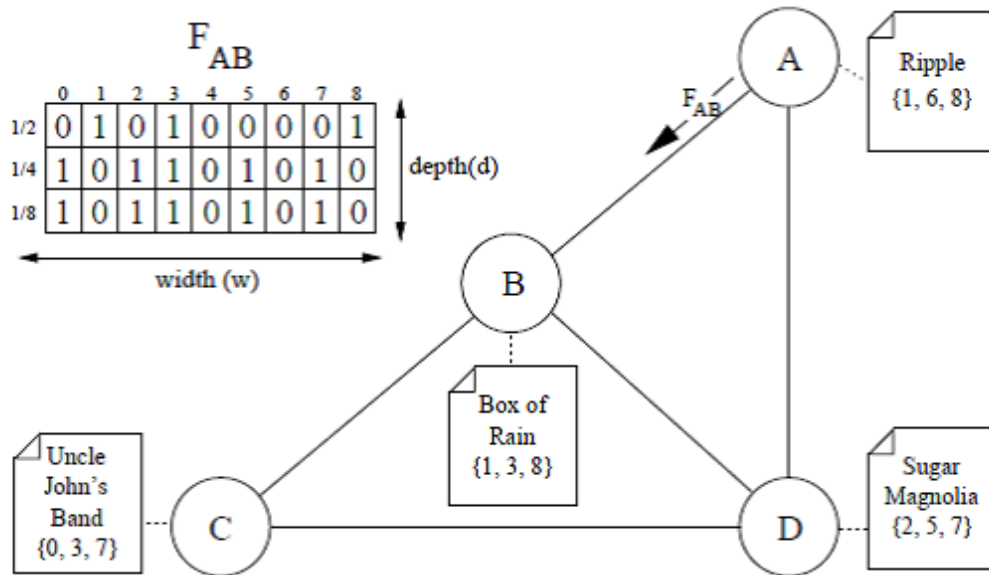 F_AB
0 1 2 3 4 5 6 7 8
1/2 0 1 0 1 0 0 0 0 1
1/4 1 0 1 1 0 1 0 1 0
1/8 1 0 1 1 0 1 0 1 0
depth(d)
width (w)
A
Ripple
{1, 6, 8}
F_AB
B
Box of
Rain
{1, 3, 8}
Uncle
John's
Band
{0, 3, 7}
C
D
Sugar
Magnolia
{2, 5, 7}